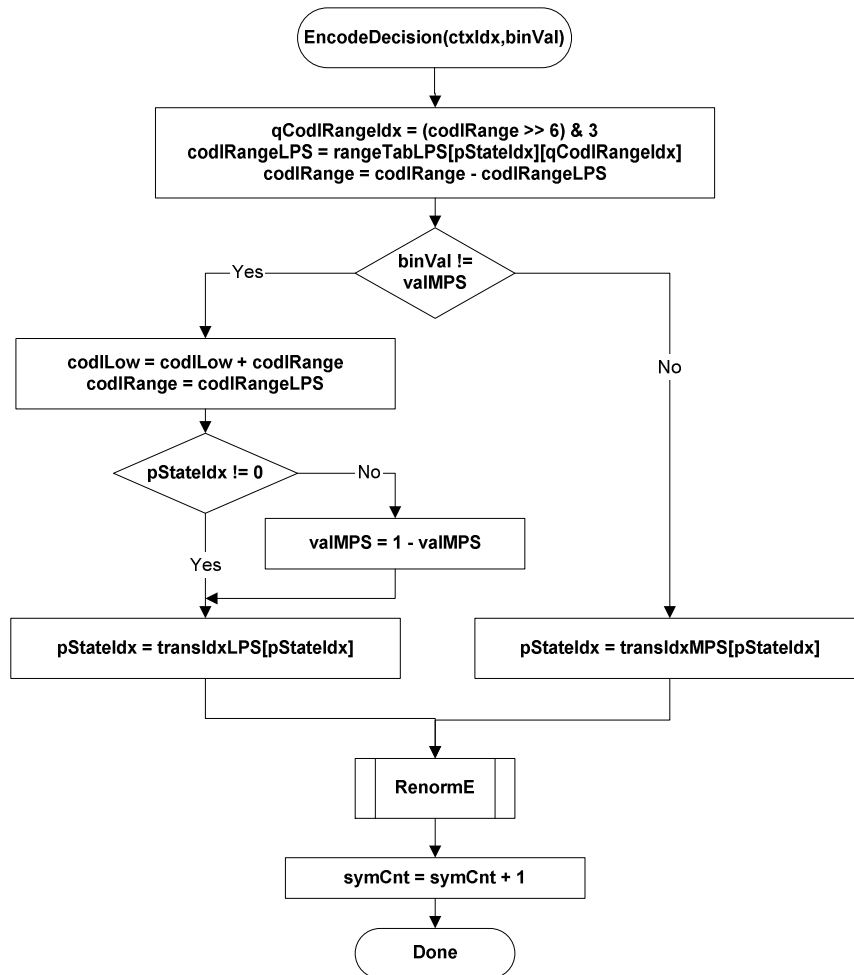 EncodeDecision(ctxIdx,binVal)
qCodIRangeIdx = (codIRange >> 6) & 3
codIRangeLPS = rangeTabLPS[pStateIdx][qCodIRangeIdx]
codIRange = codIRange - codIRangeLPS
binVal !=
valMPS
Yes
No
codILow = codILow + codIRange
codIRange = codIRangeLPS
pStateIdx != 0
No
valMPS = 1 - valMPS
Yes
pStateIdx = transIdxLPS[pStateIdx]
pStateIdx = transIdxMPS[pStateIdx]
RenormE
symCnt = symCnt + 1
Done